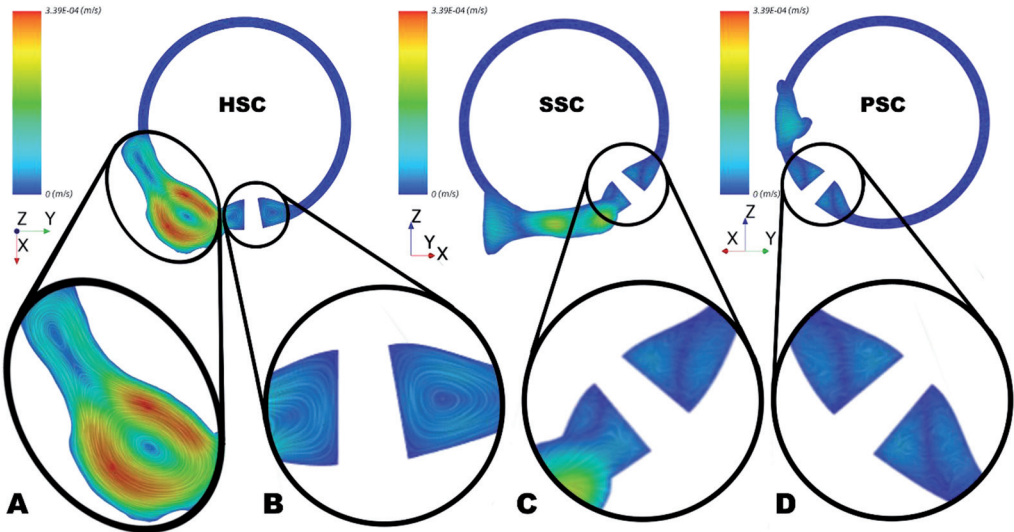 3.39E-04 (m/s)
HSC
0 (m/s)
Z Y
X
3.39E-04 (m/s)
SSC
0 (m/s)
Z
Y
X
3.39E-04 (m/s)
PSC
0 (m/s)
Z
X Y
A
B
C
D